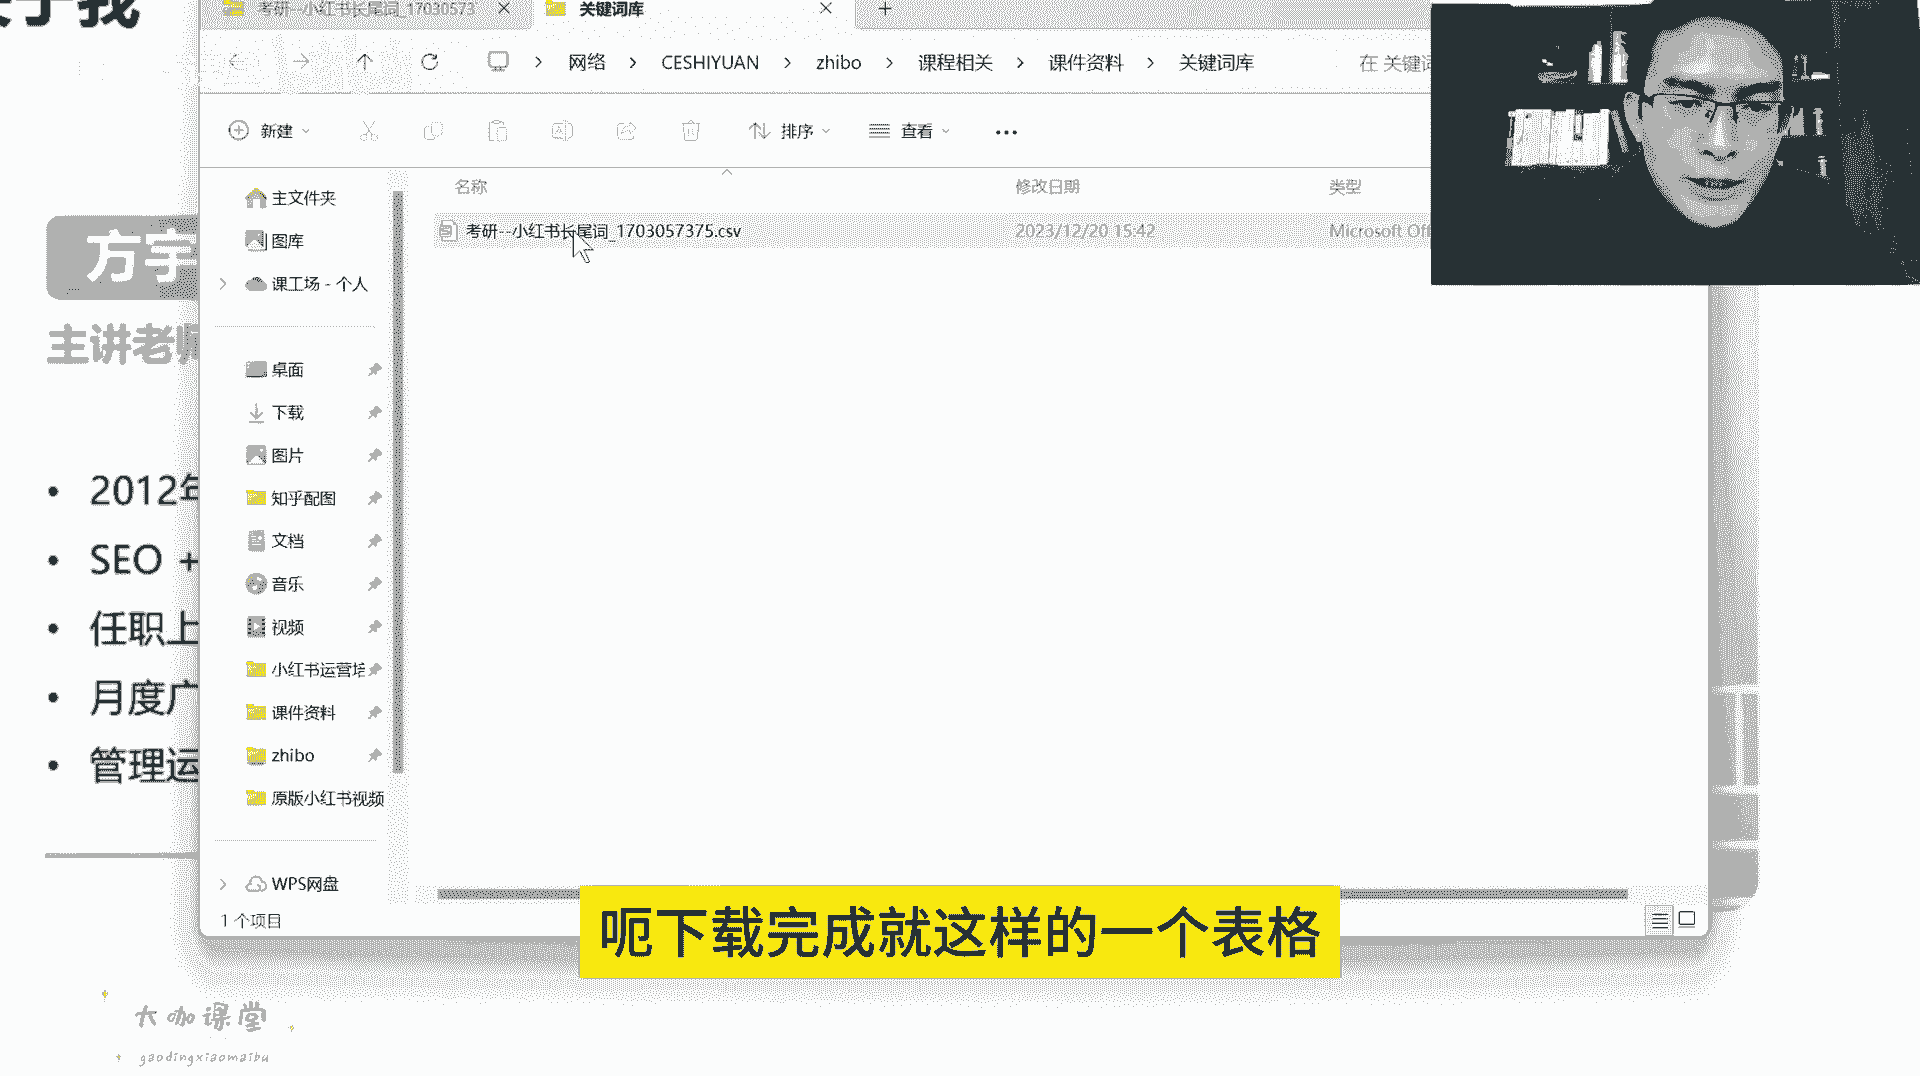 考研--小红书长尾词_17030573
关键词库
网络 > CESHIYUAN > zhibo > 课程相关 > 课件资料 > 关键词库
在 关键词
新建
排序
查看
名称
修改日期
类型
考研--小红书长尾词_1703057375.csv
2023/12/20 15:42
Microsoft Off
主文件夹
图库
课工场 - 个人
桌面
下载
图片
知乎配图
文档
音乐
视频
小红书运营培
课件资料
zhibo
原版小红书视频
WPS网盘
1 个项目
关于我
方宇
主讲老师
• 2012年
• SEO +
• 任职上
• 月度广
• 管理运
呃下载完成就这样的一个表格
大咖课堂
gaodingxiaomaibu